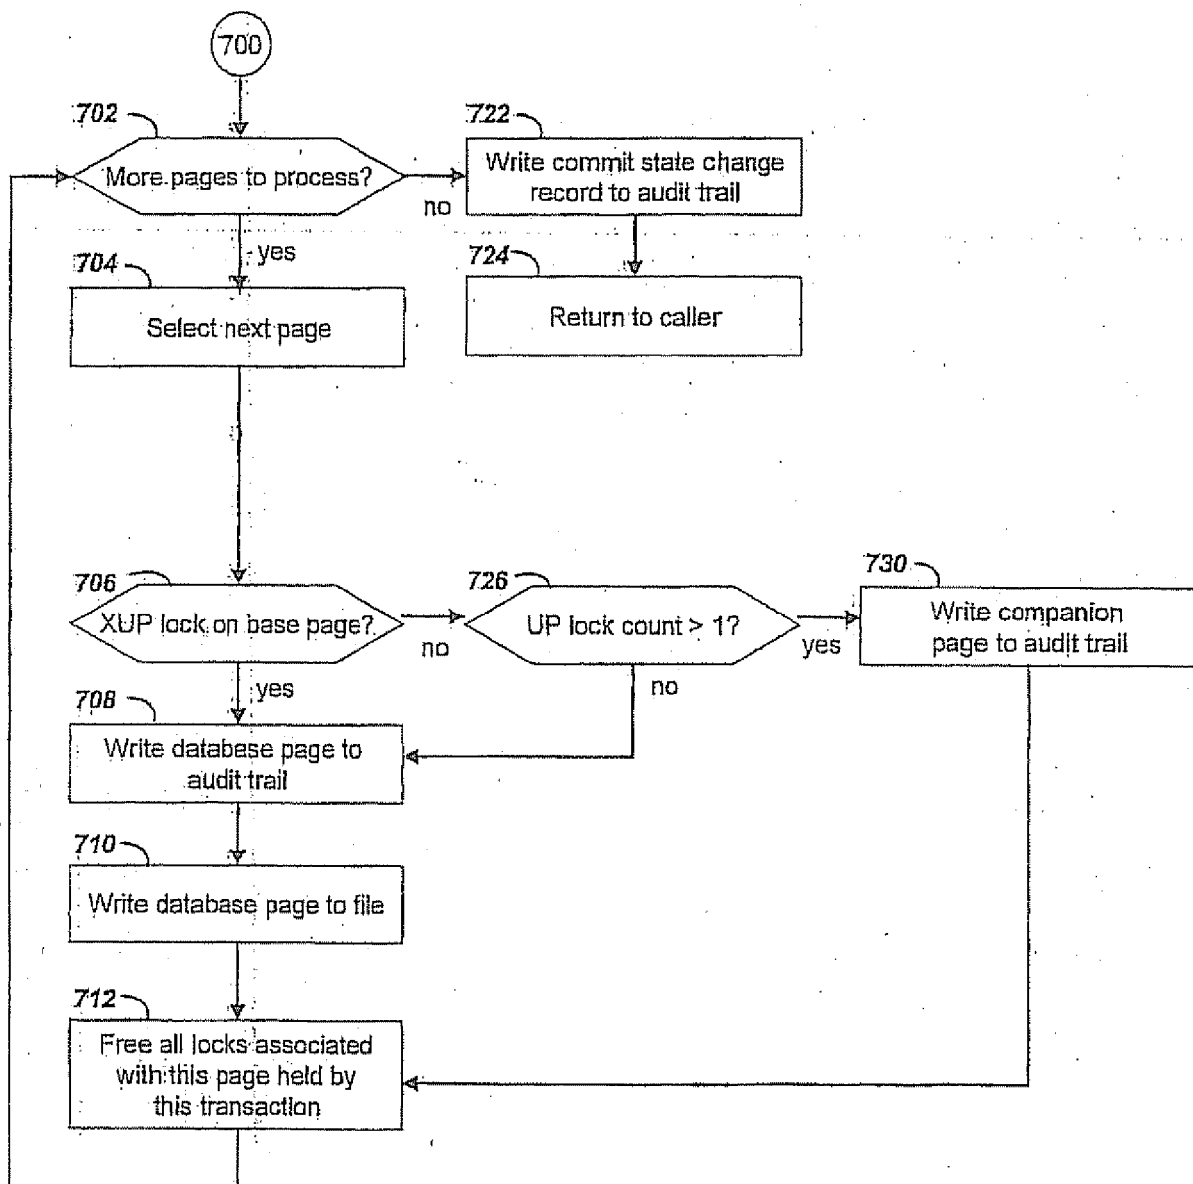 700
702
More pages to process?
no
yes
722
Write commit state change
record to audit trail
724
Return to caller
704
Select next page
706
XUP lock on base page?
no
yes
726
UP lock count > 1?
yes
no
730
Write companion
page to audit trail
708
Write database page to
audit trail
710
Write database page to file
712
Free all locks associated
with this page held by
this transaction